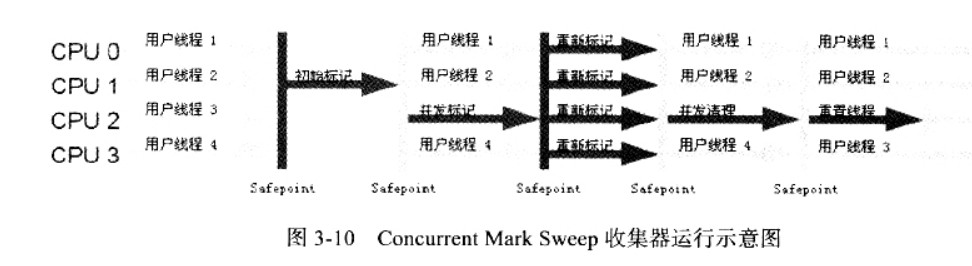 CPU 0 用户线程 1 用户线程 1 重新标记 用户线程 1 用户线程 1
CPU 1 用户线程 2 初始标记 用户线程 2 重新标记 用户线程 2 用户线程 2
CPU 2 用户线程 3 并发标记 重新标记 并发清理 重置线程
CPU 3 用户线程 4 用户线程 4 重新标记 用户线程 4 用户线程 3
Safepoint Safepoint Safepoint Safepoint Safepoint
图 3-10 Concurrent Mark Sweep 收集器运行示意图